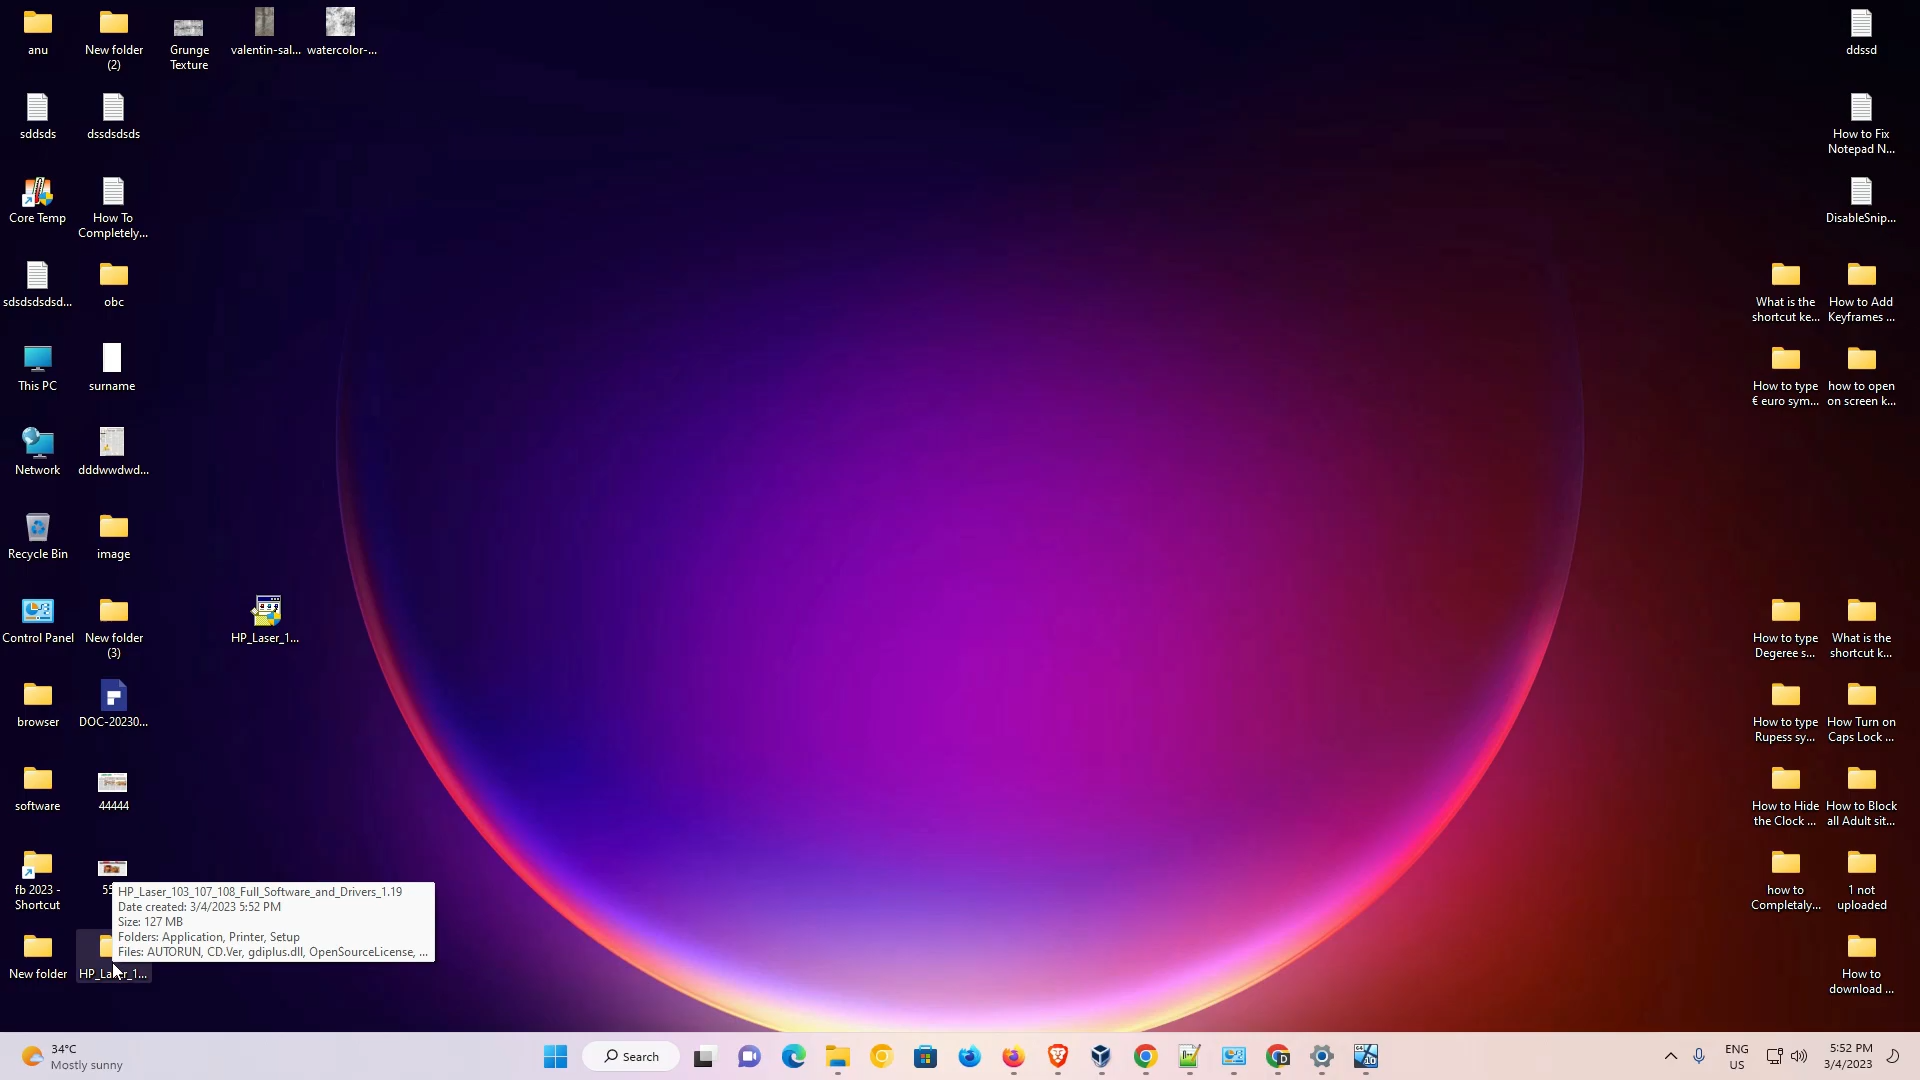 anu
New folder
(2)
Grunge
Texture
valentin-sal...
watercolor-...
ddssd
sddsds
dssdsdsds
How to Fix
Notepad N...
Core Temp
How To
Completely...
DisableSnip...
sdsdsdsdsd...
obc
What is the
shortcut ke...
How to Add
Keyframes ...
This PC
surname
How to type
€ euro sym...
how to open
on screen k...
Network
dddwwdwd...
Recycle Bin
image
Control Panel
New folder
(3)
HP_Laser_1...
How to type
Degeree s...
What is the
shortcut k...
browser
DOC-20230...
How to type
Rupess sy...
How Turn on
Caps Lock ...
software
44444
How to Hide
the Clock ...
How to Block
all Adult sit...
fb 2023 -
Shortcut
HP_Laser_103_107_108_Full_Software_and_Drivers_1.19
Date created: 3/4/2023 5:52 PM
Size: 127 MB
Folders: Application, Printer, Setup
Files: AUTORUN, CD.Ver, gdiplus.dll, OpenSourceLicense, ...
how to
Completaly...
1 not
uploaded
New folder
HP_Laser_1...
How to
download ...
34°C
Mostly sunny
Search
ENG
US
5:52 PM
3/4/2023